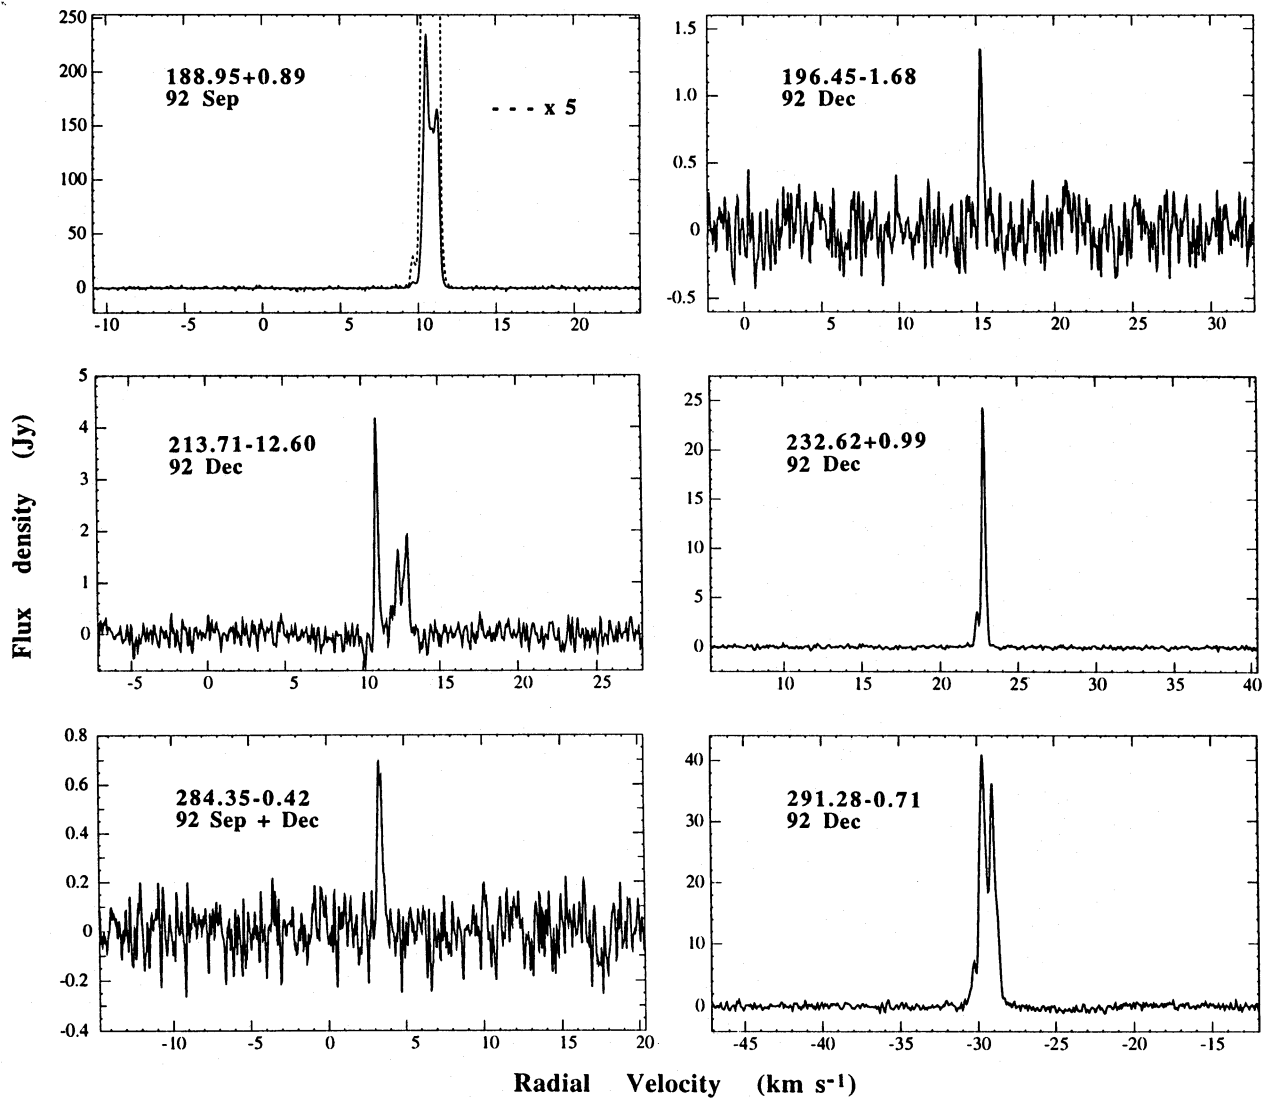 250
200
150
100
50
0
188.95+0.89
92 Sep
- - - x 5
-10 -5 0 5 10 15 20
1.5
1.0
0.5
0
-0.5
196.45-1.68
92 Dec
0 5 10 15 20 25 30
5
4
3
2
1
0
213.71-12.60
92 Dec
-5 0 5 10 15 20 25
25
20
15
10
5
0
232.62+0.99
92 Dec
10 15 20 25 30 35 40
0.8
0.6
0.4
0.2
0
-0.2
-0.4
284.35-0.42
92 Sep + Dec
-10 -5 0 5 10 15 20
40
30
20
10
0
291.28-0.71
92 Dec
-45 -40 -35 -30 -25 -20 -15
Flux density (Jy)
Radial Velocity (km s-1)